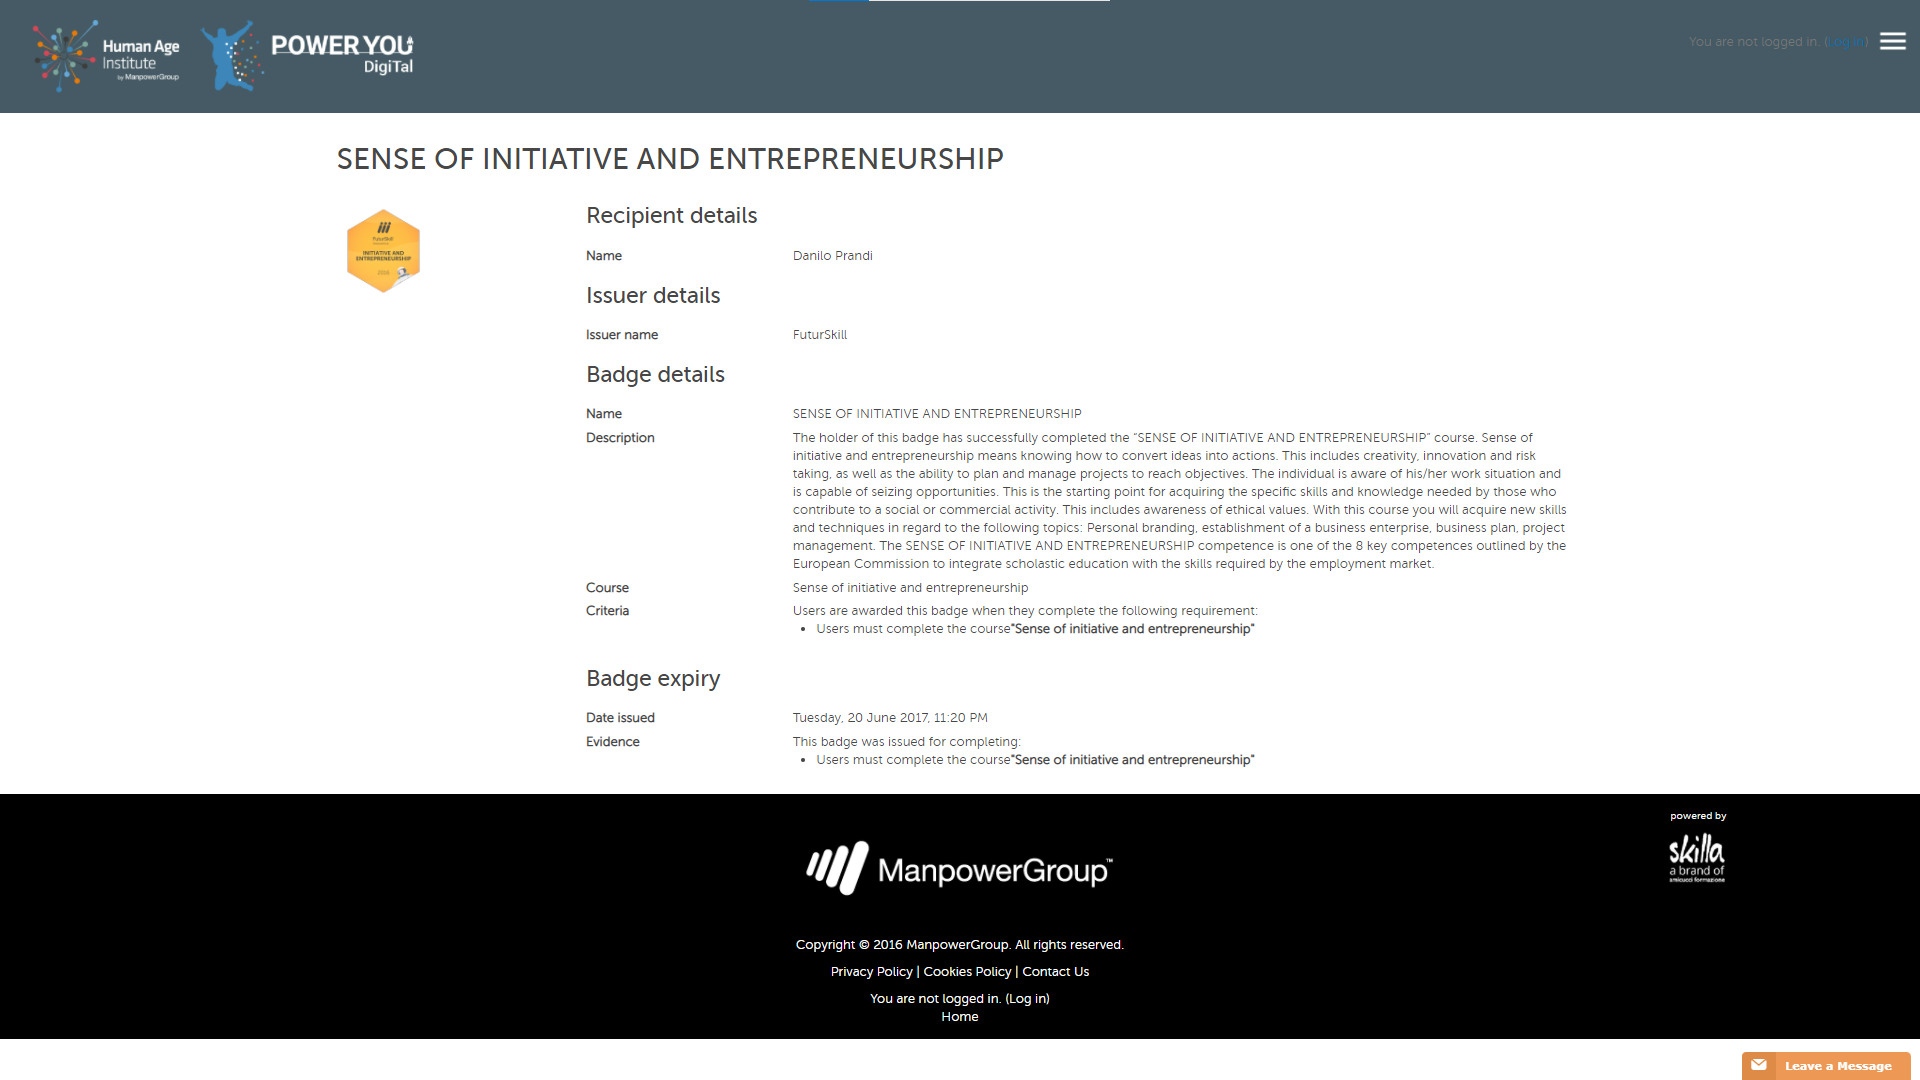 Human Age
Institute
by ManpowerGroup
POWER YOU
DigiTal
You are not logged in. (Log in)
SENSE OF INITIATIVE AND ENTREPRENEURSHIP
FuturSkill
INITIATIVE AND
ENTREPRENEURSHIP
2016
Recipient details
Name Danilo Prandi
Issuer details
Issuer name FuturSkill
Badge details
Name SENSE OF INITIATIVE AND ENTREPRENEURSHIP
Description The holder of this badge has successfully completed the "SENSE OF INITIATIVE AND ENTREPRENEURSHIP" course. Sense of
initiative and entrepreneurship means knowing how to convert ideas into actions. This includes creativity, innovation and risk
taking, as well as the ability to plan and manage projects to reach objectives. The individual is aware of his/her work situation and
is capable of seizing opportunities. This is the starting point for acquiring the specific skills and knowledge needed by those who
contribute to a social or commercial activity. This includes awareness of ethical values. With this course you will acquire new skills
and techniques in regard to the following topics: Personal branding, establishment of a business enterprise, business plan, project
management. The SENSE OF INITIATIVE AND ENTREPRENEURSHIP competence is one of the 8 key competences outlined by the
European Commission to integrate scholastic education with the skills required by the employment market.
Course Sense of initiative and entrepreneurship
Criteria Users are awarded this badge when they complete the following requirement:
• Users must complete the course"Sense of initiative and entrepreneurship"
Badge expiry
Date issued Tuesday, 20 June 2017, 11:20 PM
Evidence This badge was issued for completing:
• Users must complete the course"Sense of initiative and entrepreneurship"
powered by
skilla
a brand of
amicucci formazione
ManpowerGroup™
Copyright © 2016 ManpowerGroup. All rights reserved.
Privacy Policy | Cookies Policy | Contact Us
You are not logged in. (Log in)
Home
Leave a Message